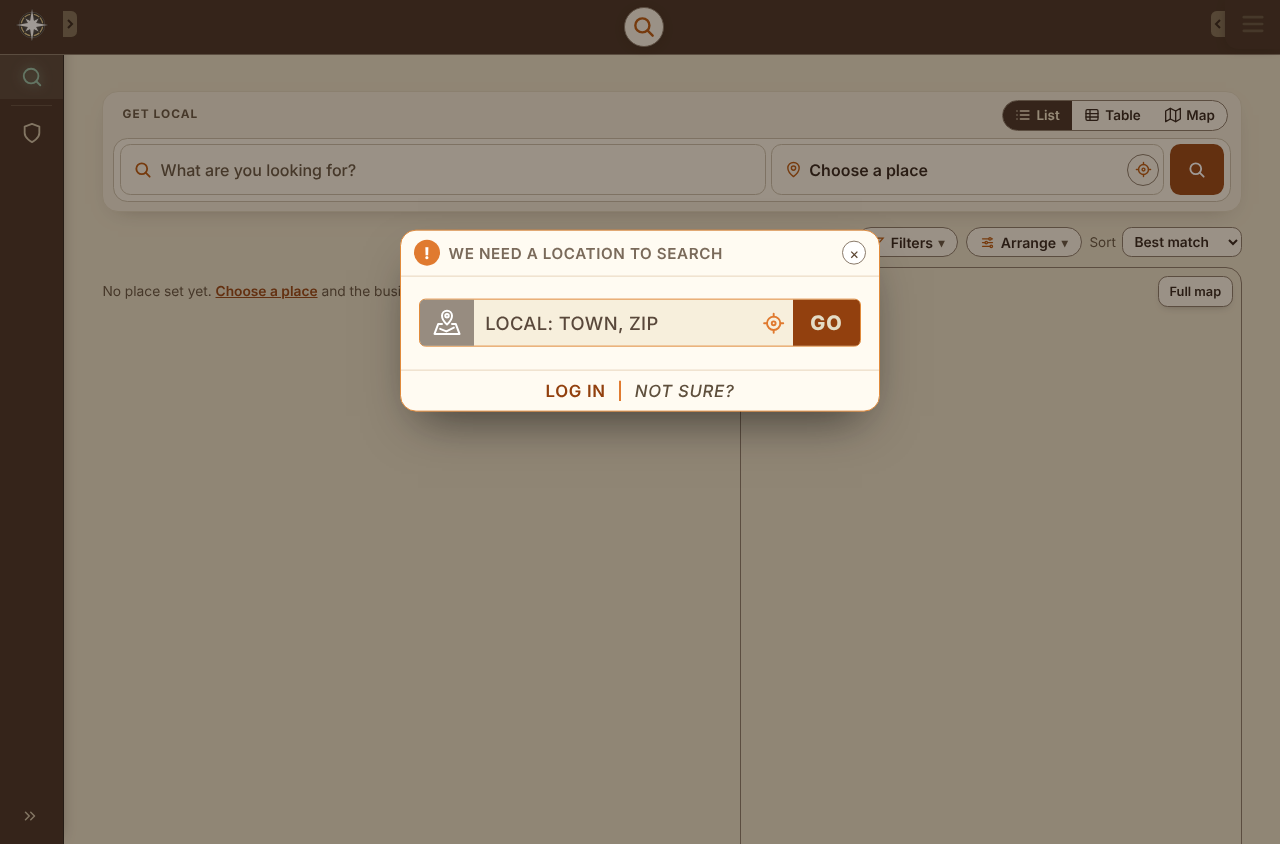 GET LOCAL
List
Table
Map
What are you looking for?
Choose a place
Filters ▾
Arrange ▾
Sort
Best match
WE NEED A LOCATION TO SEARCH
No place set yet. Choose a place and the
Full map
LOCAL: TOWN, ZIP
GO
LOG IN | NOT SURE?